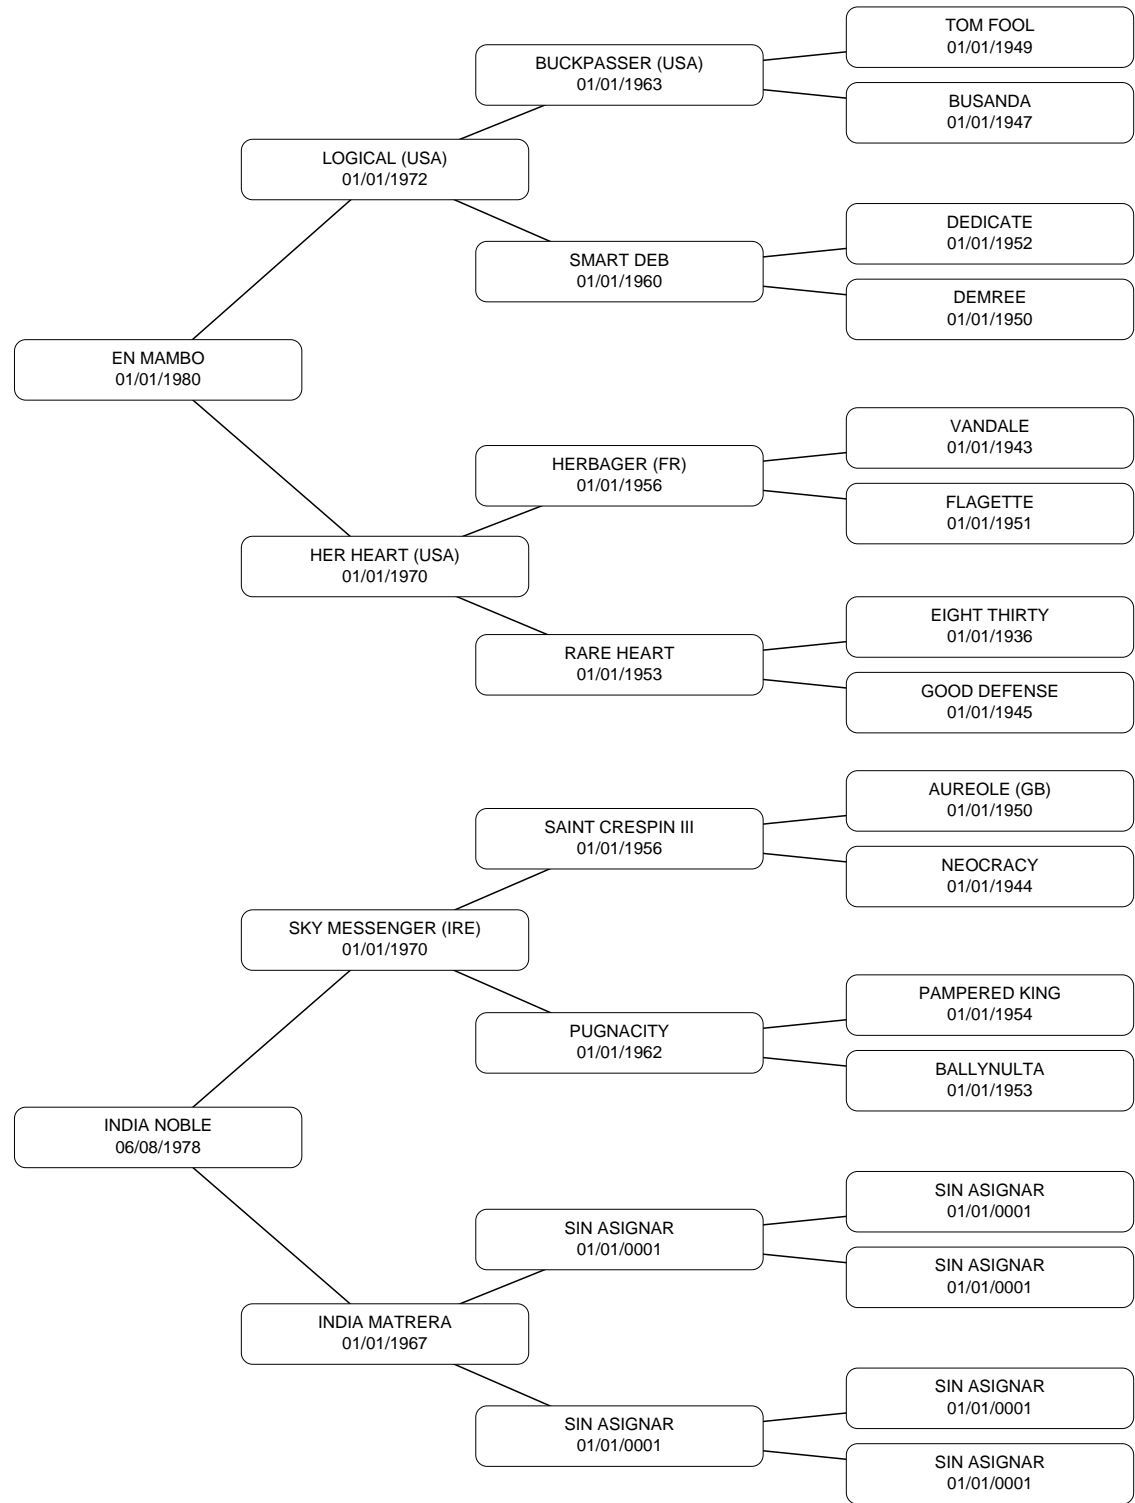 TOM FOOL
01/01/1949
BUCKPASSER (USA)
01/01/1963
BUSANDA
01/01/1947
LOGICAL (USA)
01/01/1972
DEDICATE
01/01/1952
SMART DEB
01/01/1960
DEMREE
01/01/1950
EN MAMBO
01/01/1980
VANDALE
01/01/1943
HERBAGER (FR)
01/01/1956
FLAGETTE
01/01/1951
HER HEART (USA)
01/01/1970
EIGHT THIRTY
01/01/1936
RARE HEART
01/01/1953
GOOD DEFENSE
01/01/1945
AUREOLE (GB)
01/01/1950
SAINT CRESPIN III
01/01/1956
NEOCRACY
01/01/1944
SKY MESSENGER (IRE)
01/01/1970
PAMPERED KING
01/01/1954
PUGNACITY
01/01/1962
BALLYNULTA
01/01/1953
INDIA NOBLE
06/08/1978
SIN ASIGNAR
01/01/0001
SIN ASIGNAR
01/01/0001
SIN ASIGNAR
01/01/0001
INDIA MATRERA
01/01/1967
SIN ASIGNAR
01/01/0001
SIN ASIGNAR
01/01/0001
SIN ASIGNAR
01/01/0001